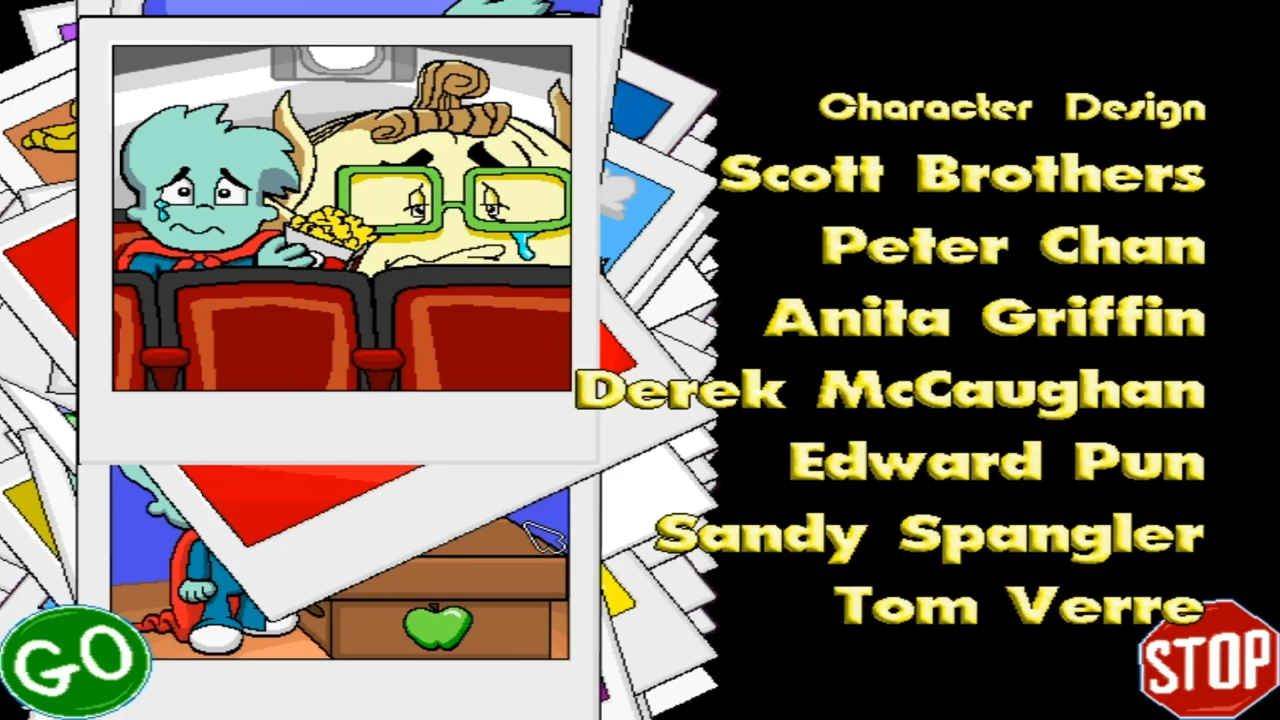 Character Design
Scott Brothers
Peter Chan
Anita Griffin
Derek McCaughan
Edward Pun
Sandy Spangler
Tom Verre
GO
STOP